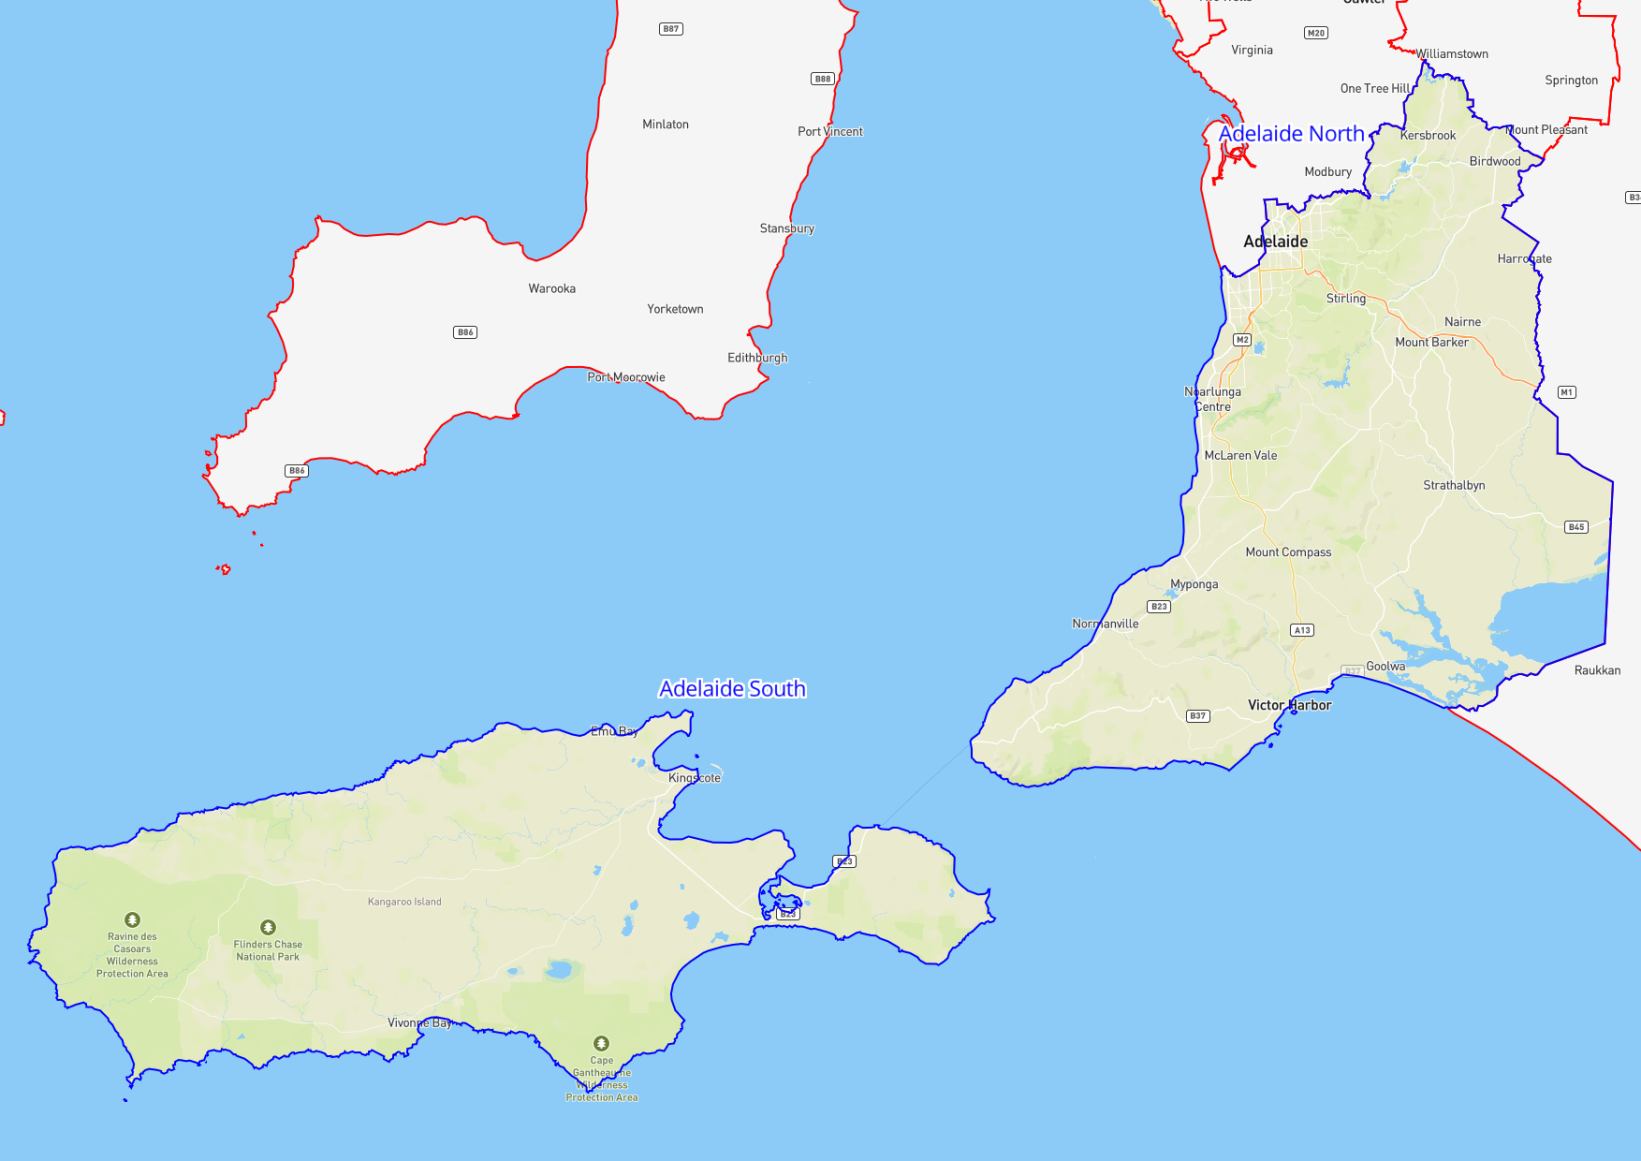 Gawler
B87
M20
Virginia
Williamstown
B88
Springton
One Tree Hill
Minlaton
Port Vincent
Adelaide North
Kersbrook
Mount Pleasant
Birdwood
Modbury
Stansbury
Adelaide
Harrogate
Warooka
Stirling
Yorketown
Nairne
B86
M2
Mount Barker
Edithburgh
Port Moorowie
Noarlunga
Centre
M1
McLaren Vale
B86
Strathalbyn
B45
Mount Compass
Myponga
B23
Normanville
A13
Goolwa
B37
Raukkan
Adelaide South
Victor Harbor
B37
Emu Bay
Kingscote
B23
Kangaroo Island
B23
Ravine des
Casoars
Wilderness
Protection Area
Flinders Chase
National Park
Vivonne Bay
Cape
Gantheaume
Wilderness
Protection Area